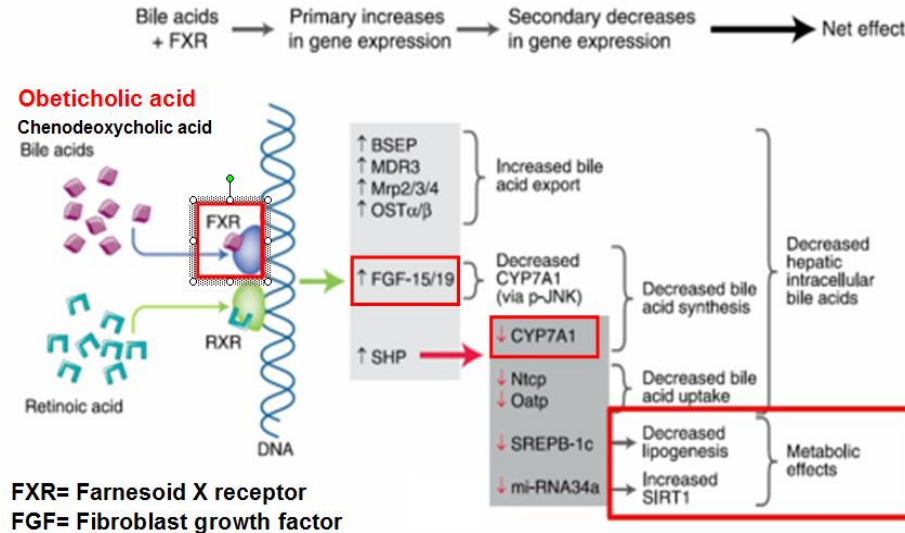 Bile acids
+ FXR
Primary increases
in gene expression
Secondary decreases
in gene expression
Net effect
Obeticholic acid
Chenodeoxycholic acid
Bile acids
FXR
RXR
Retinoic acid
DNA
↑ BSEP
↑ MDR3
↑ Mrp2/3/4
↑ OSTα/β
Increased bile
acid export
↑ FGF-15/19
Decreased
CYP7A1
(via p-JNK)
↑ SHP
↓ CYP7A1
Decreased bile
acid synthesis
↓ Ntcp
↓ Oatp
Decreased bile
acid uptake
Decreased
hepatic
intracellular
bile acids
↓ SREPB-1c
Decreased
lipogenesis
↓ mi-RNA34a
Increased
SIRT1
Metabolic
effects
FXR= Farnesoid X receptor
FGF= Fibroblast growth factor